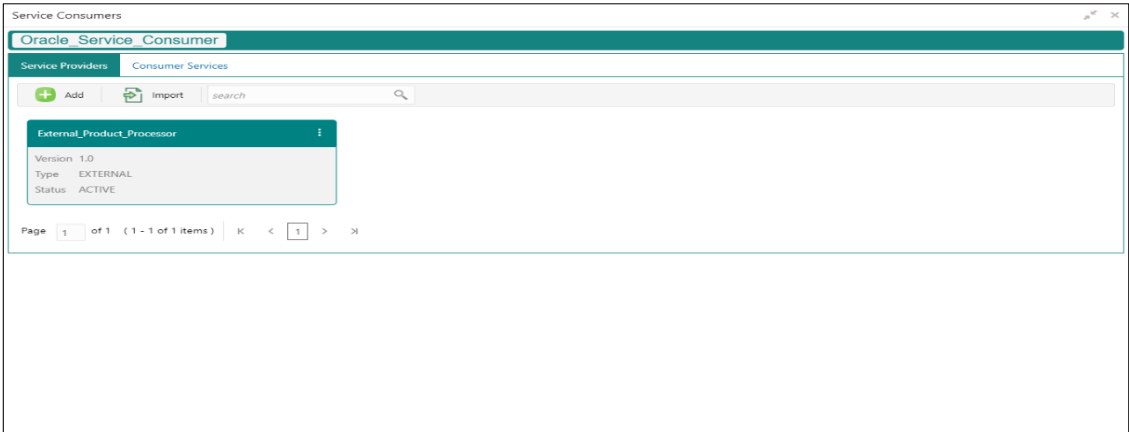 Service Consumers
Oracle_Service_Consumer
Service Providers Consumer Services
Add Import search
External_Product_Processor
Version 1.0
Type EXTERNAL
Status ACTIVE
Page 1 of 1 ( 1 - 1 of 1 items ) K < 1 > >|